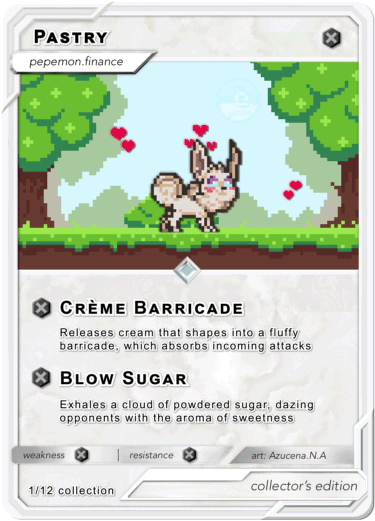 Pastry
pepemon.finance
Crème Barricade
Releases cream that shapes into a fluffy
barricade, which absorbs incoming attacks
Blow Sugar
Exhales a cloud of powdered sugar, dazing
opponents with the aroma of sweetness
weakness | resistance art: Azucena.N.A
1/12 collection
collector's edition